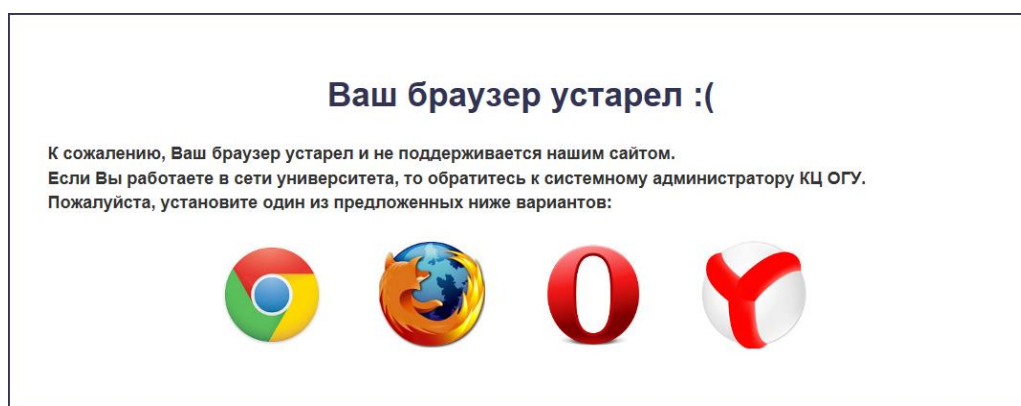 Ваш браузер устарел :(
К сожалению, Ваш браузер устарел и не поддерживается нашим сайтом.
Если Вы работаете в сети университета, то обратитесь к системному администратору КЦ ОГУ.
Пожалуйста, установите один из предложенных ниже вариантов: